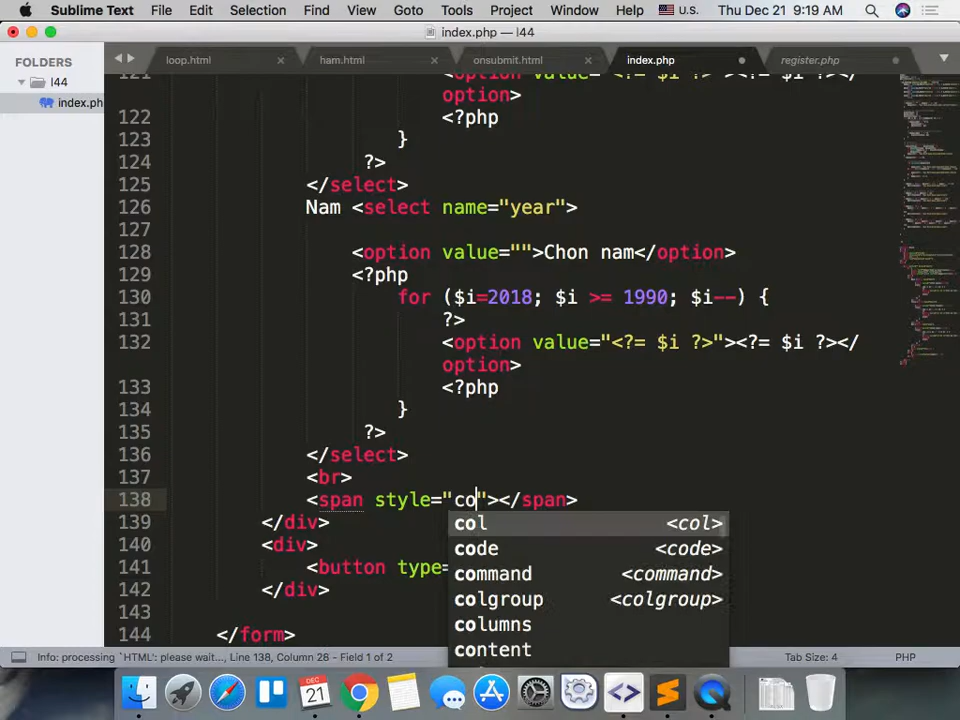 Sublime Text File Edit Selection Find View Goto Tools Project Window Help U.S. Thu Dec 21 9:19 AM
index.php — l44
FOLDERS
l44
index.ph
loop.html × ham.html × onsubmit.html × index.php register.php
121 <option value="<?= $i ?>"><?= $i ?></
option>
122 <?php
123 }
124 ?>
125 </select>
126 Nam <select name="year">
127
128 <option value="">Chon nam</option>
129 <?php
130 for ($i=2018; $i >= 1990; $i--) {
131 ?>
132 <option value="<?= $i ?>"><?= $i ?></
option>
133 <?php
134 }
135 ?>
136 </select>
137 <br>
138 <span style="co"></span>
139 </div>
140 <div>
141 <button type=
142 </div>
143
144 </form>
col <col>
code <code>
command <command>
colgroup <colgroup>
columns
content
Info: processing `HTML': please wait..., Line 138, Column 28 - Field 1 of 2 Tab Size: 4 PHP
DEC
21